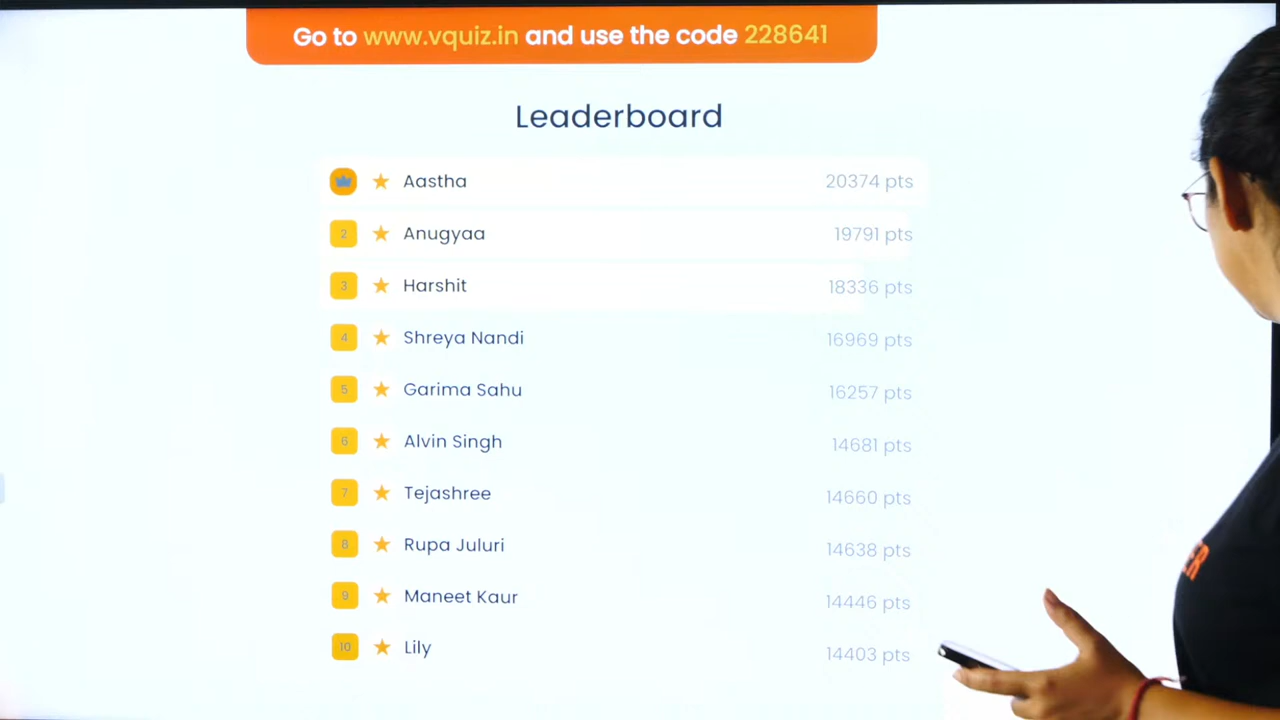 Go to www.vquiz.in and use the code 228641
Leaderboard
Aastha 20374 pts
2 Anugyaa 19791 pts
3 Harshit 18336 pts
4 Shreya Nandi 16969 pts
5 Garima Sahu 16257 pts
6 Alvin Singh 14681 pts
7 Tejashree 14660 pts
8 Rupa Juluri 14638 pts
9 Maneet Kaur 14446 pts
10 Lily 14403 pts
ER